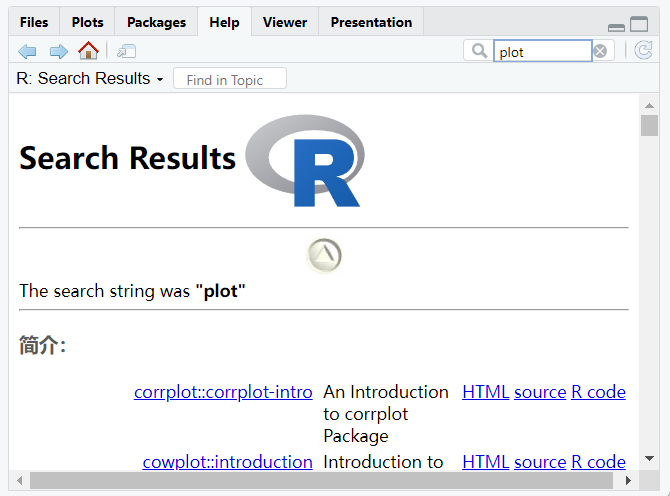 Files Plots Packages Help Viewer Presentation
plot
R: Search Results Find in Topic
Search Results R
The search string was "plot"
简介:
corrplot::corrplot-intro An Introduction HTML source R code
to corrplot
Package
cowplot::introduction Introduction to HTML source R code